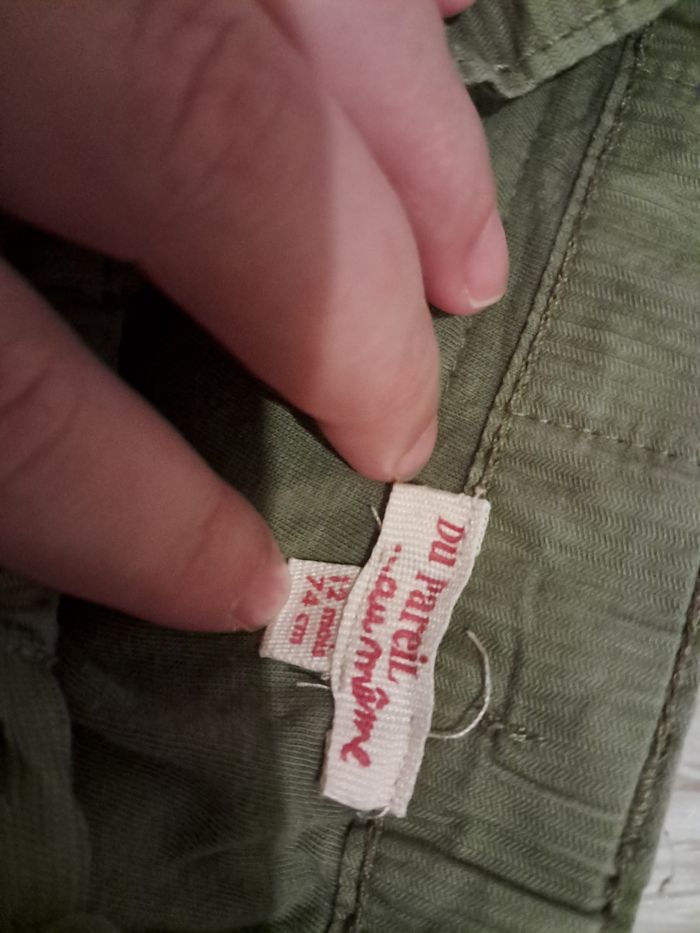 DU PaReiL
...au même
12 mois
74 cm